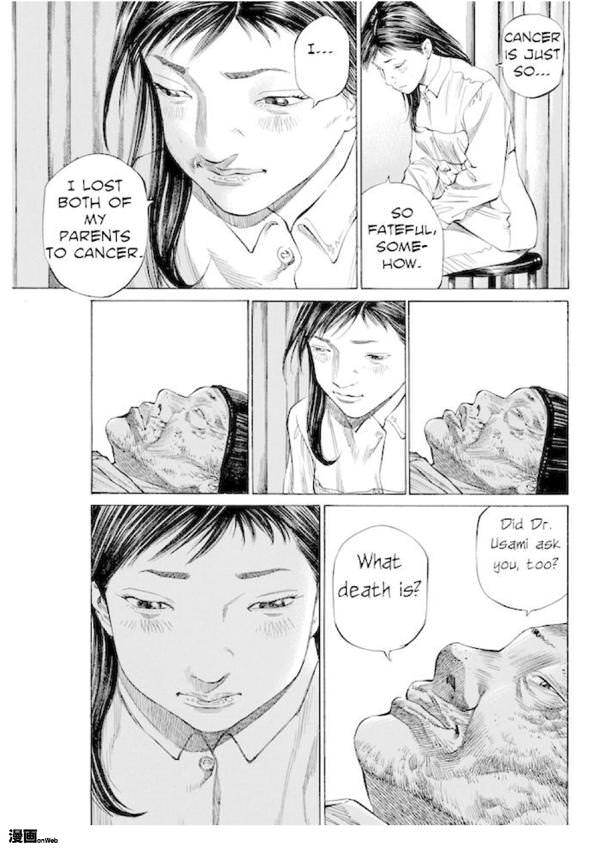 CANCER
IS JUST
SO...
SO
FATEFUL,
SOME-
HOW.
I...
I LOST
BOTH OF
MY
PARENTS
TO CANCER.
Did Dr.
Usami ask
you, too?
What
death is?
漫画onWeb